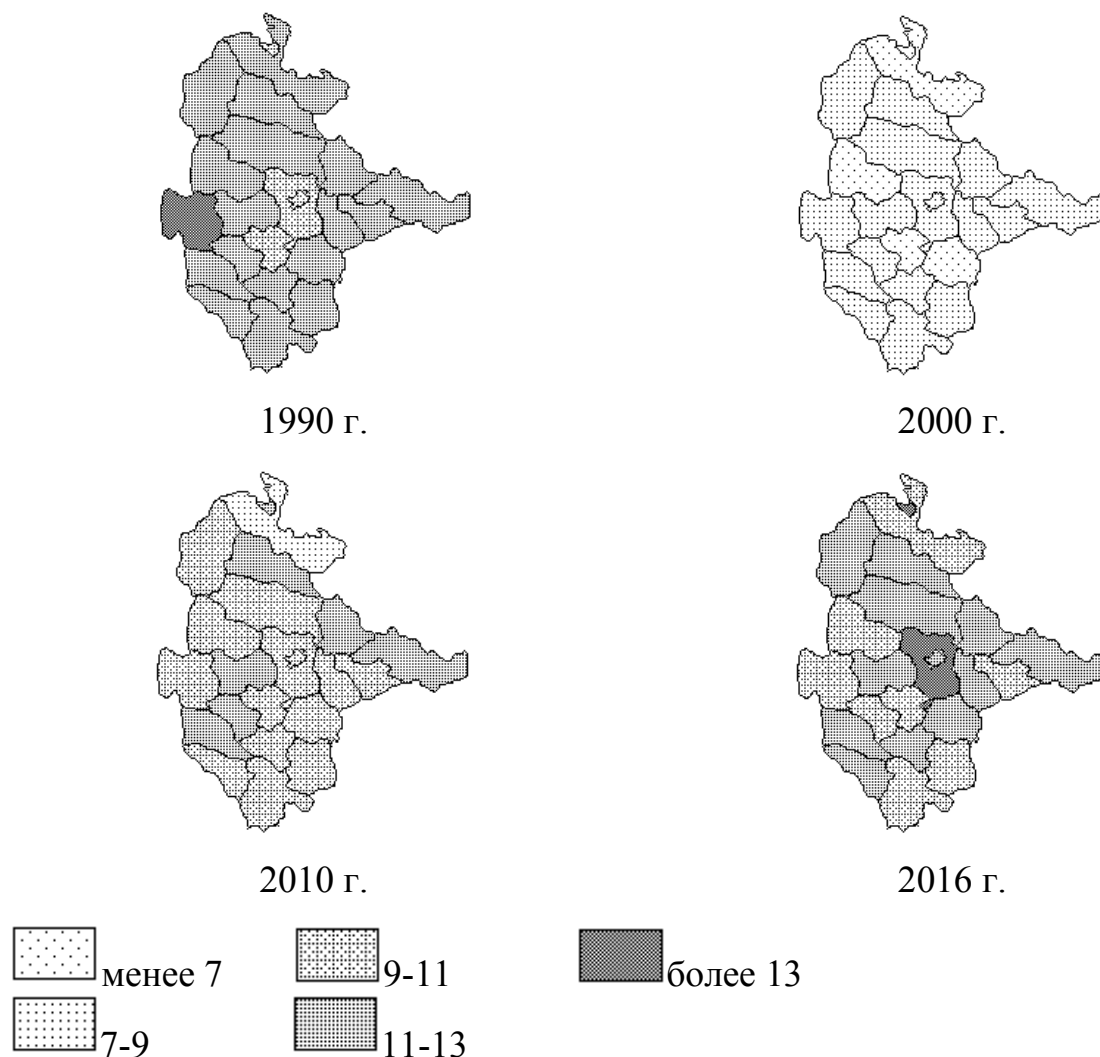 1990 г.
2000 г.
2010 г.
2016 г.
менее 7
9-11
более 13
7-9
11-13